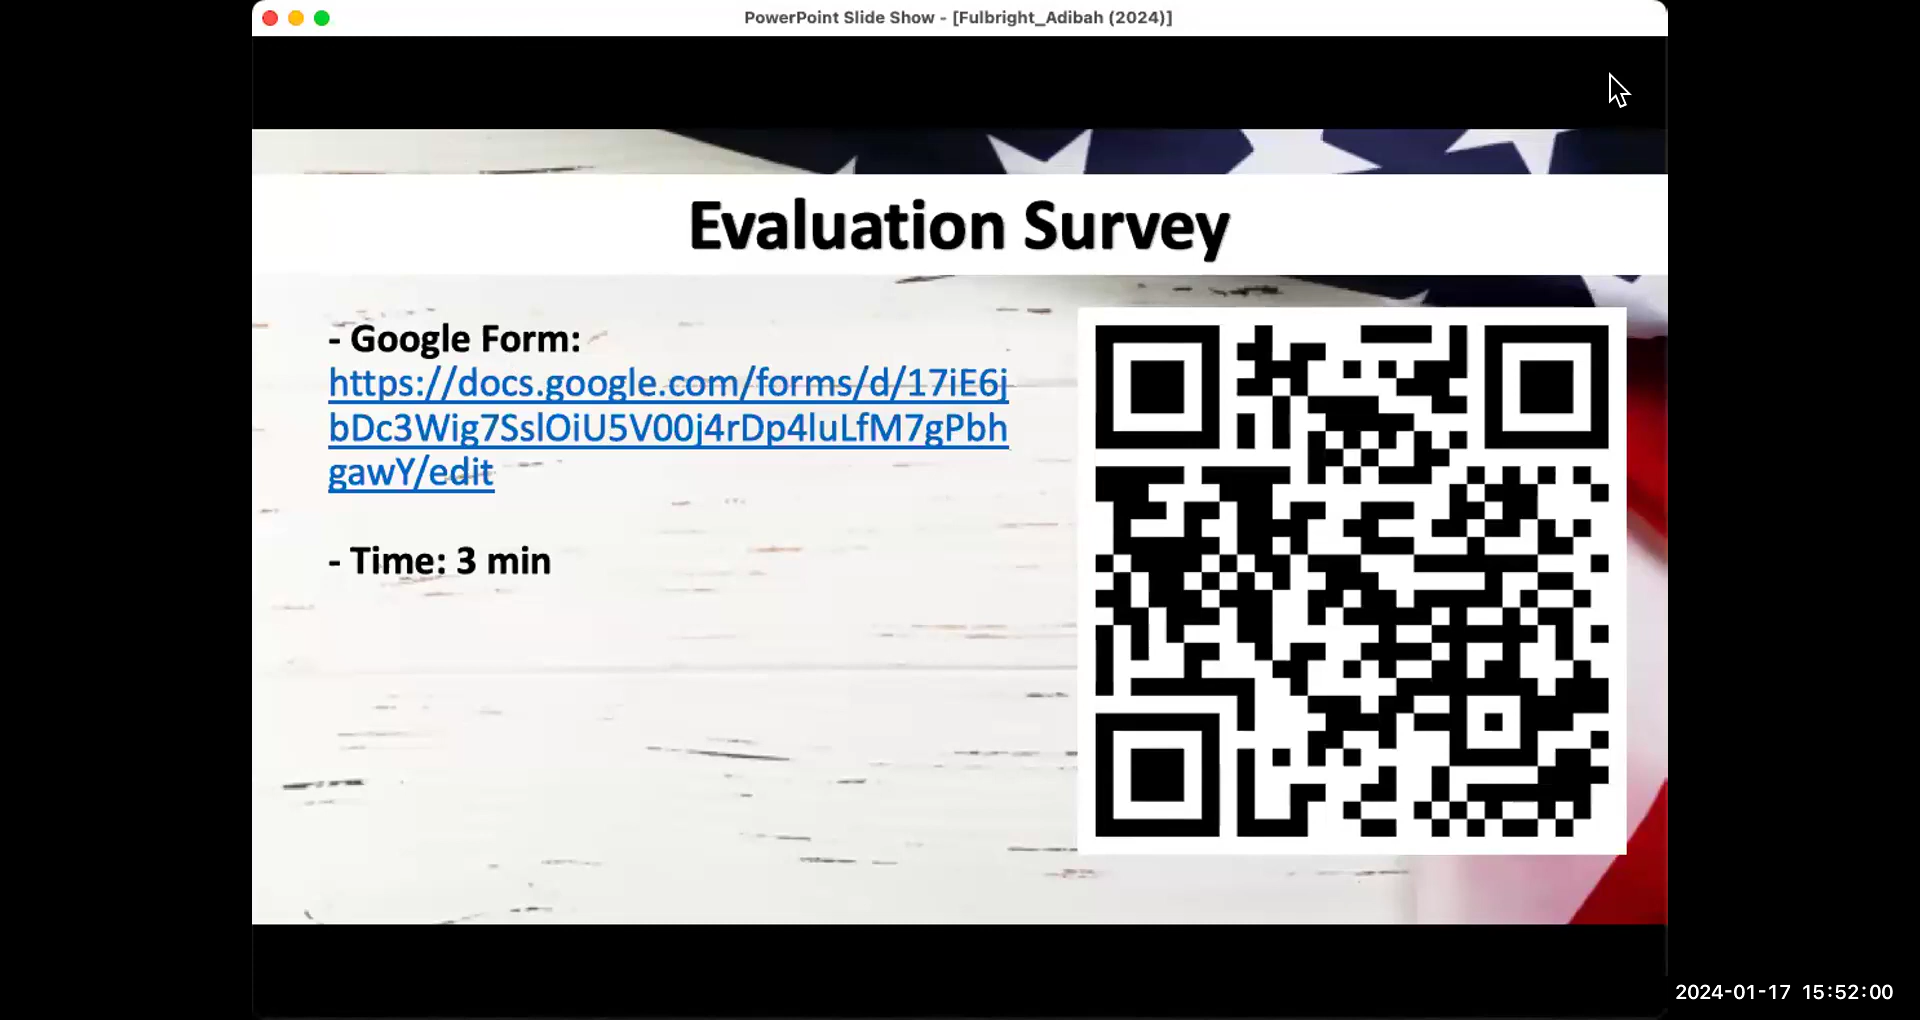 PowerPoint Slide Show - [Fulbright_Adibah (2024)]
Evaluation Survey
- Google Form:
https://docs.google.com/forms/d/17iE6j
bDc3Wig7SslOiU5V00j4rDp4luLfM7gPbh
gawY/edit
- Time: 3 min
2024-01-17 15:52:00